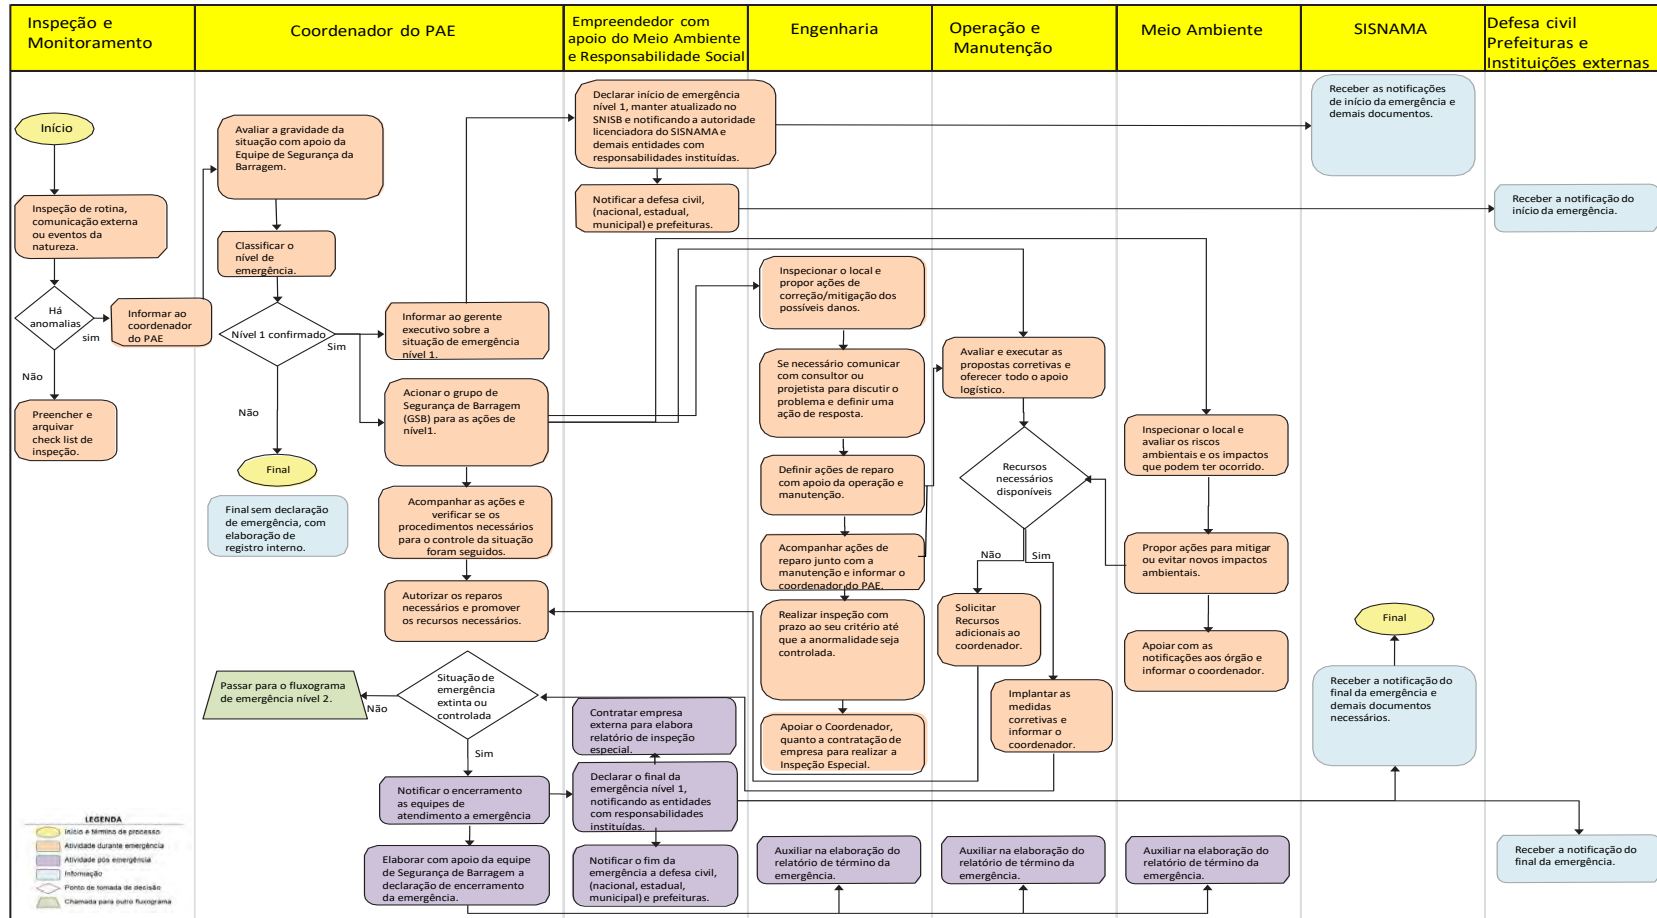 Inspeção e
Monitoramento
Coordenador do PAE
Empreendedor com
apoio do Meio Ambiente
e Responsabilidade Social
Engenharia
Operação e
Manutenção
Meio Ambiente
SISNAMA
Defesa civil
Prefeituras e
Instituições externas
Início
Inspeção de rotina,
comunicação externa
ou eventos da
natureza.
Há
anomalias
sim
Não
Preencher e
arquivar
check list de
inspeção.
Informar ao
coordenador
do PAE
Avaliar a gravidade da
situação com apoio da
Equipe de Segurança da
Barragem.
Classificar o
nível de
emergência.
Nível 1 confirmado
Sim
Não
Final
Final sem declaração
de emergência, com
elaboração de
registro interno.
Informar ao gerente
executivo sobre a
situação de emergência
nível 1.
Acionar o grupo de
Segurança de Barragem
(GSB) para as ações de
nível1.
Acompanhar as ações e
verificar se os
procedimentos necessários
para o controle da situação
foram seguidos.
Autorizar os reparos
necessários e promover
os recursos necessários.
Situação de
emergência
extinta ou
controlada
Não
Sim
Passar para o fluxograma
de emergência nível 2.
Notificar o encerramento
as equipes de
atendimento a emergência
Elaborar com apoio da equipe
de Segurança de Barragem a
declaração de encerramento
da emergência.
Declarar início de emergência
nível 1, manter atualizado no
SNISB e notificando a autoridade
licenciadora do SISNAMA e
demais entidades com
responsabilidades instituídas.
Notificar a defesa civil,
(nacional, estadual,
municipal) e prefeituras.
Contratar empresa
externa para elabora
relatório de inspeção
especial.
Declarar o final da
emergência nível 1,
notificando as entidades
com responsabilidades
instituídas.
Notificar o fim da
emergência a defesa civil,
(nacional, estadual,
municipal) e prefeituras.
Inspecionar o local e
propor ações de
correção/mitigação dos
possíveis danos.
Se necessário comunicar
com consultor ou
projetista para discutir o
problema e definir uma
ação de resposta.
Definir ações de reparo
com apoio da operação e
manutenção.
Acompanhar ações de
reparo junto com a
manutenção e informar o
coordenador do PAE.
Realizar inspeção com
prazo ao seu critério até
que a anormalidade seja
controlada.
Apoiar o Coordenador,
quanto a contratação de
empresa para realizar a
Inspeção Especial.
Auxiliar na elaboração do
relatório de término da
emergência.
Avaliar e executar as
propostas corretivas e
oferecer todo o apoio
logístico.
Recursos
necessários
disponíveis
Não
Sim
Solicitar
Recursos
adicionais ao
coordenador.
Implantar as
medidas
corretivas e
informar o
coordenador.
Auxiliar na elaboração do
relatório de término da
emergência.
Inspecionar o local e
avaliar os riscos
ambientais e os impactos
que podem ter ocorrido.
Propor ações para mitigar
ou evitar novos impactos
ambientais.
Apoiar com as
notificações aos órgão e
informar o coordenador.
Auxiliar na elaboração do
relatório de término da
emergência.
Receber as notificações
de início da emergência e
demais documentos.
Final
Receber a notificação do
final da emergência e
demais documentos
necessários.
Receber a notificação do
início da emergência.
Receber a notificação do
final da emergência.
LEGENDA
Início e término de processo
Atividade durante emergência
Atividade pós emergência
Informação
Ponto de tomada de decisão
Chamada para outro fluxograma